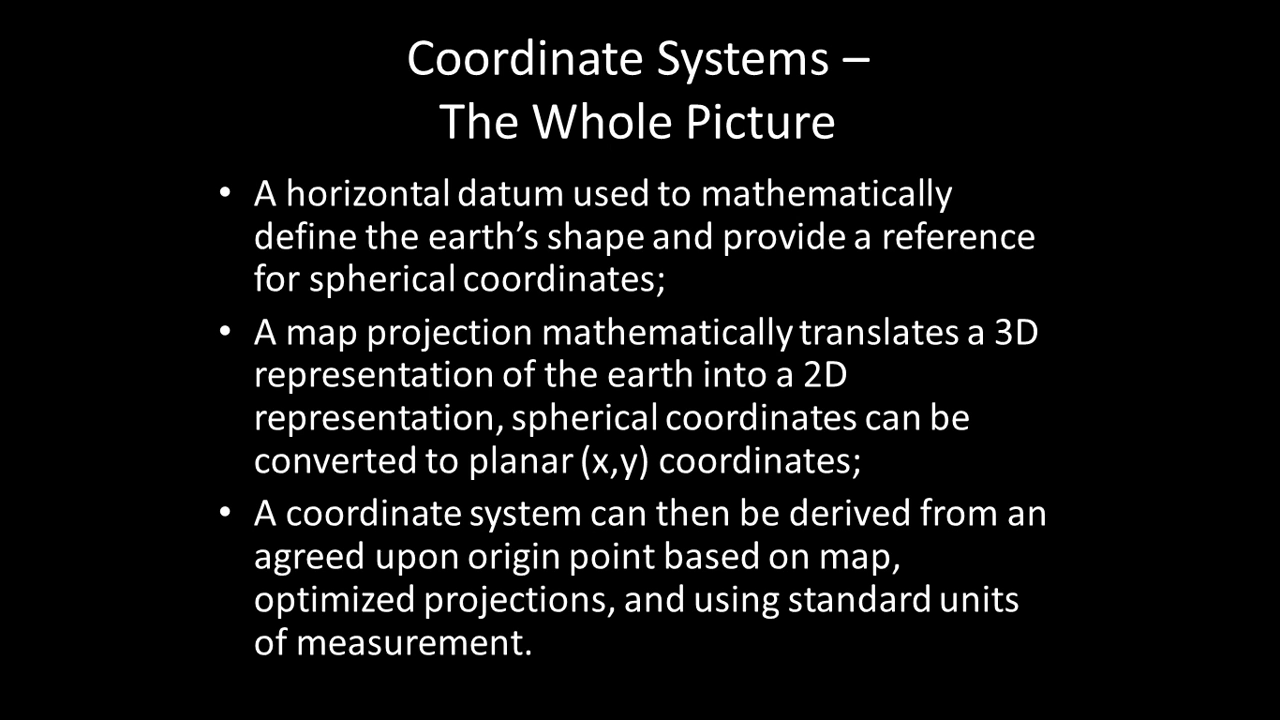 Coordinate Systems –
The Whole Picture
• A horizontal datum used to mathematically
define the earth’s shape and provide a reference
for spherical coordinates;
• A map projection mathematically translates a 3D
representation of the earth into a 2D
representation, spherical coordinates can be
converted to planar (x,y) coordinates;
• A coordinate system can then be derived from an
agreed upon origin point based on map,
optimized projections, and using standard units
of measurement.